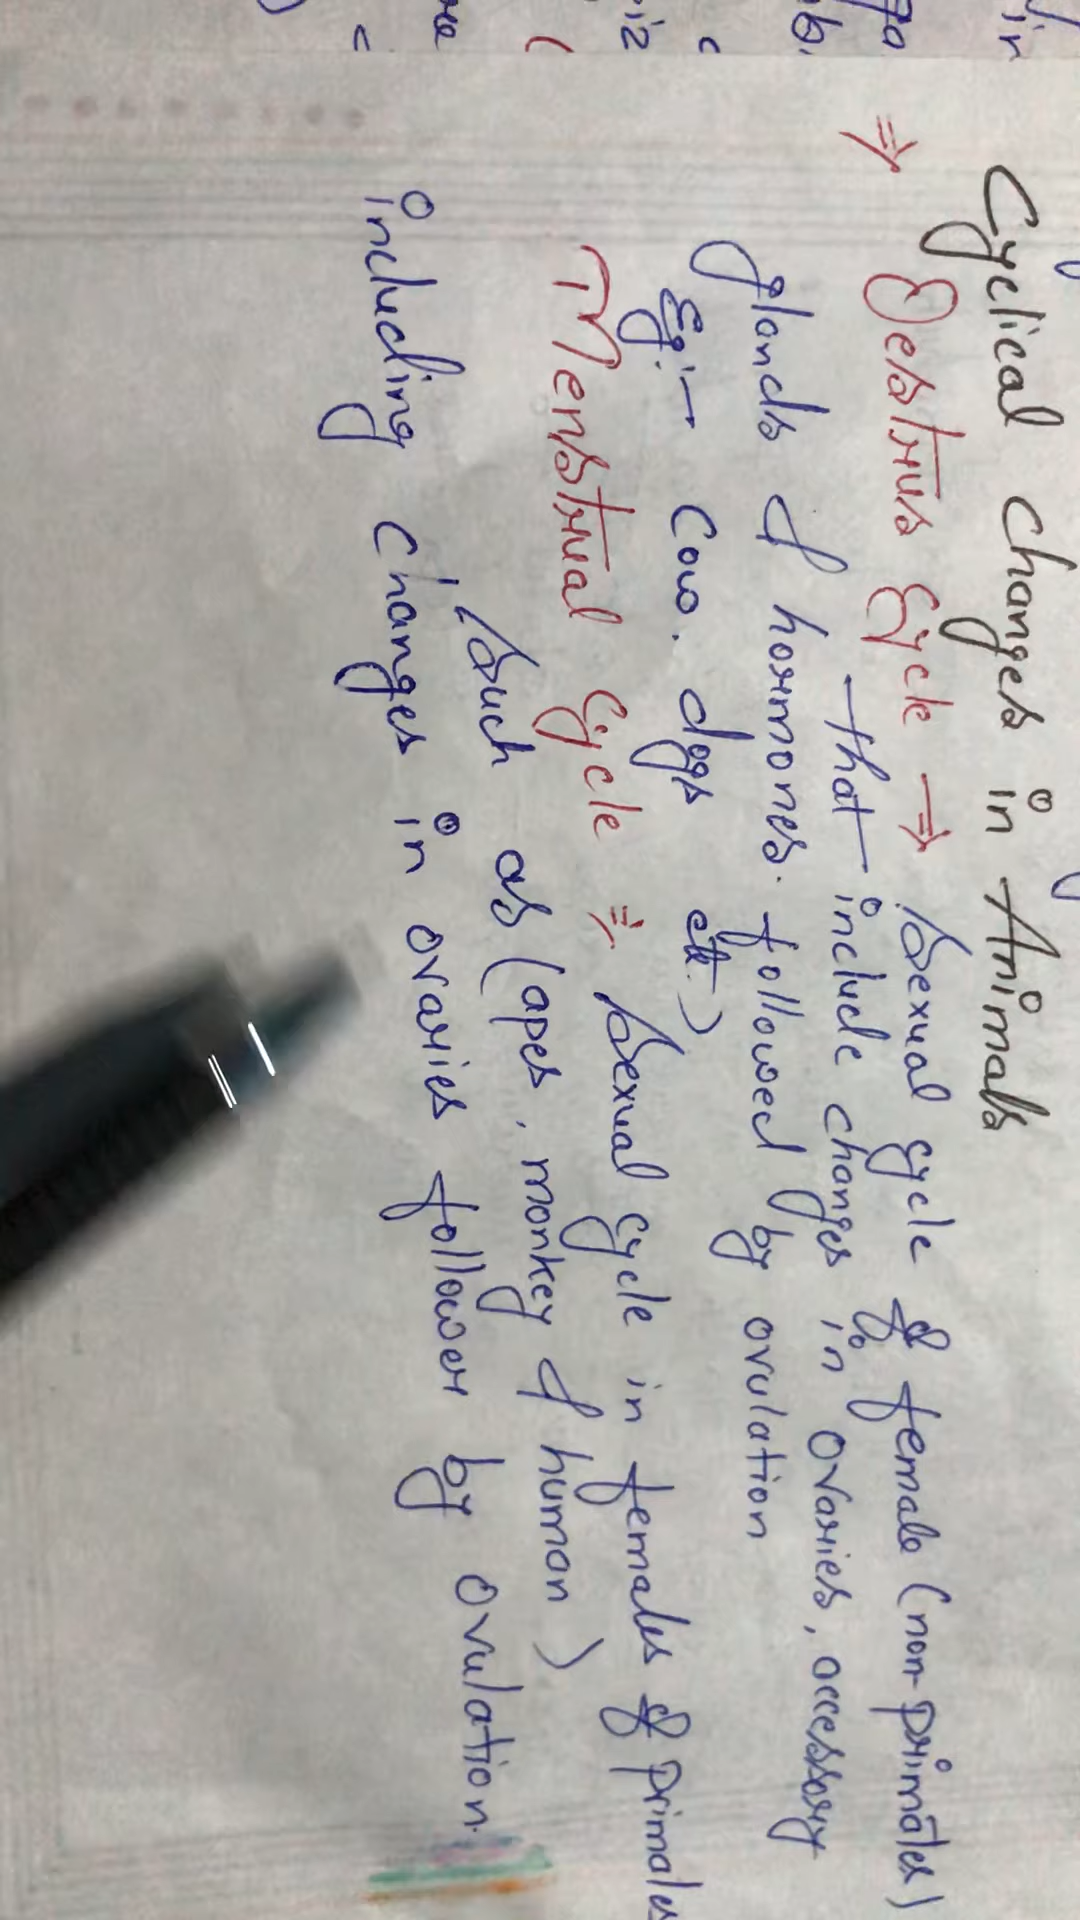 Cyclical changes in Animals
⇒ Oestrus Cycle → Sexual cycle of female (non-primates)
that include changes in ovaries, accessory
glands & hormones. followed by ovulation
Eg:- Cow. dogs etc.)
Menstrual Cycle ⇒ Sexual cycle in females of primates
such as (apes, monkey & human)
including changes in ovaries follower by ovulation.